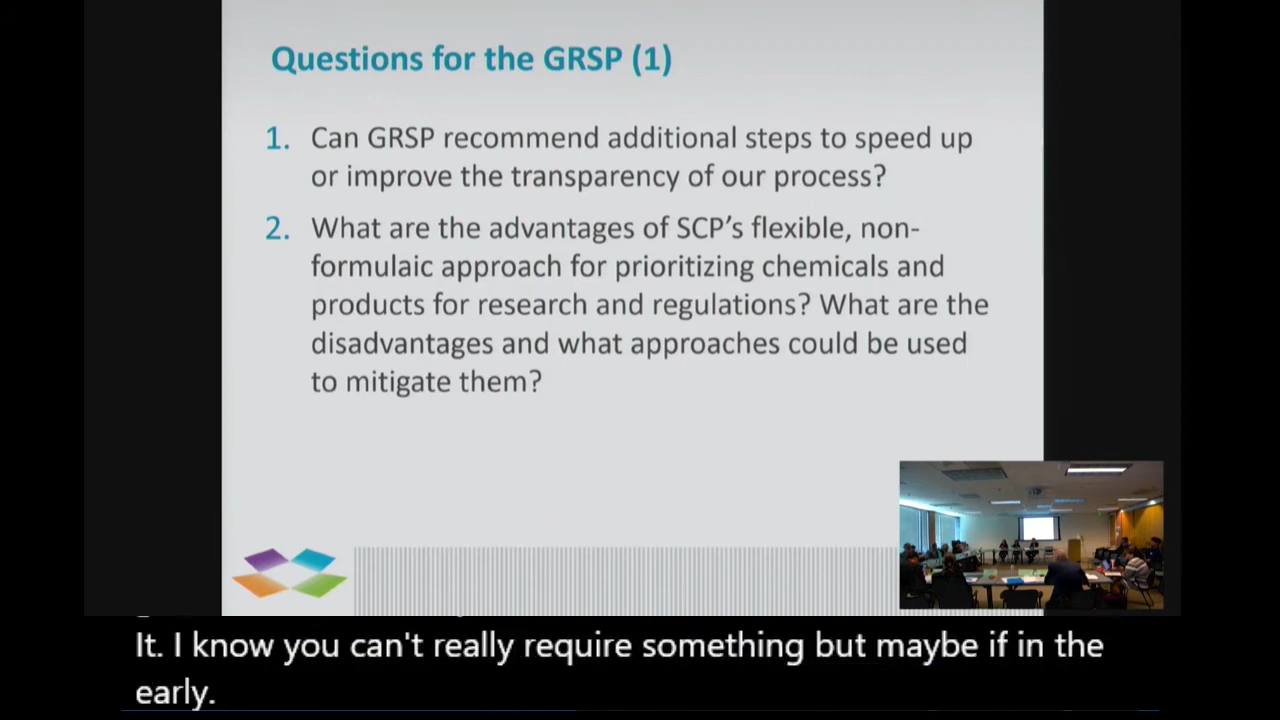 Questions for the GRSP (1)
1. Can GRSP recommend additional steps to speed up
or improve the transparency of our process?
2. What are the advantages of SCP's flexible, non-
formulaic approach for prioritizing chemicals and
products for research and regulations? What are the
disadvantages and what approaches could be used
to mitigate them?
It. I know you can't really require something but maybe if in the
early.